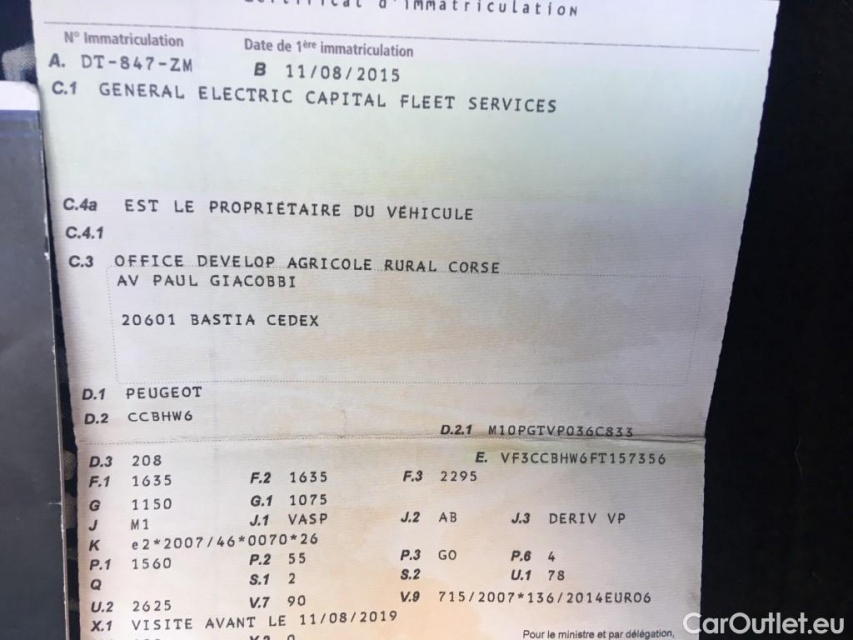 Certificat d'immatriculation
N° Immatriculation Date de 1ère immatriculation
A. DT-847-ZM B 11/08/2015
C.1 GENERAL ELECTRIC CAPITAL FLEET SERVICES
C.4a EST LE PROPRIÉTAIRE DU VÉHICULE
C.4.1
C.3 OFFICE DEVELOP AGRICOLE RURAL CORSE
AV PAUL GIACOBBI
20601 BASTIA CEDEX
D.1 PEUGEOT
D.2 CCBHW6
D.2.1 M10PGTVP036C833
D.3 208 E. VF3CCBHW6FT157356
F.1 1635 F.2 1635 F.3 2295
G 1150 G.1 1075
J M1 J.1 VASP J.2 AB J.3 DERIV VP
K e2*2007/46*0070*26
P.1 1560 P.2 55 P.3 GO P.6 4
Q S.1 2 S.2 U.1 78
U.2 2625 V.7 90 V.9 715/2007*136/2014EURO6
X.1 VISITE AVANT LE 11/08/2019
Pour le ministre et par délégation,
CarOutlet.eu